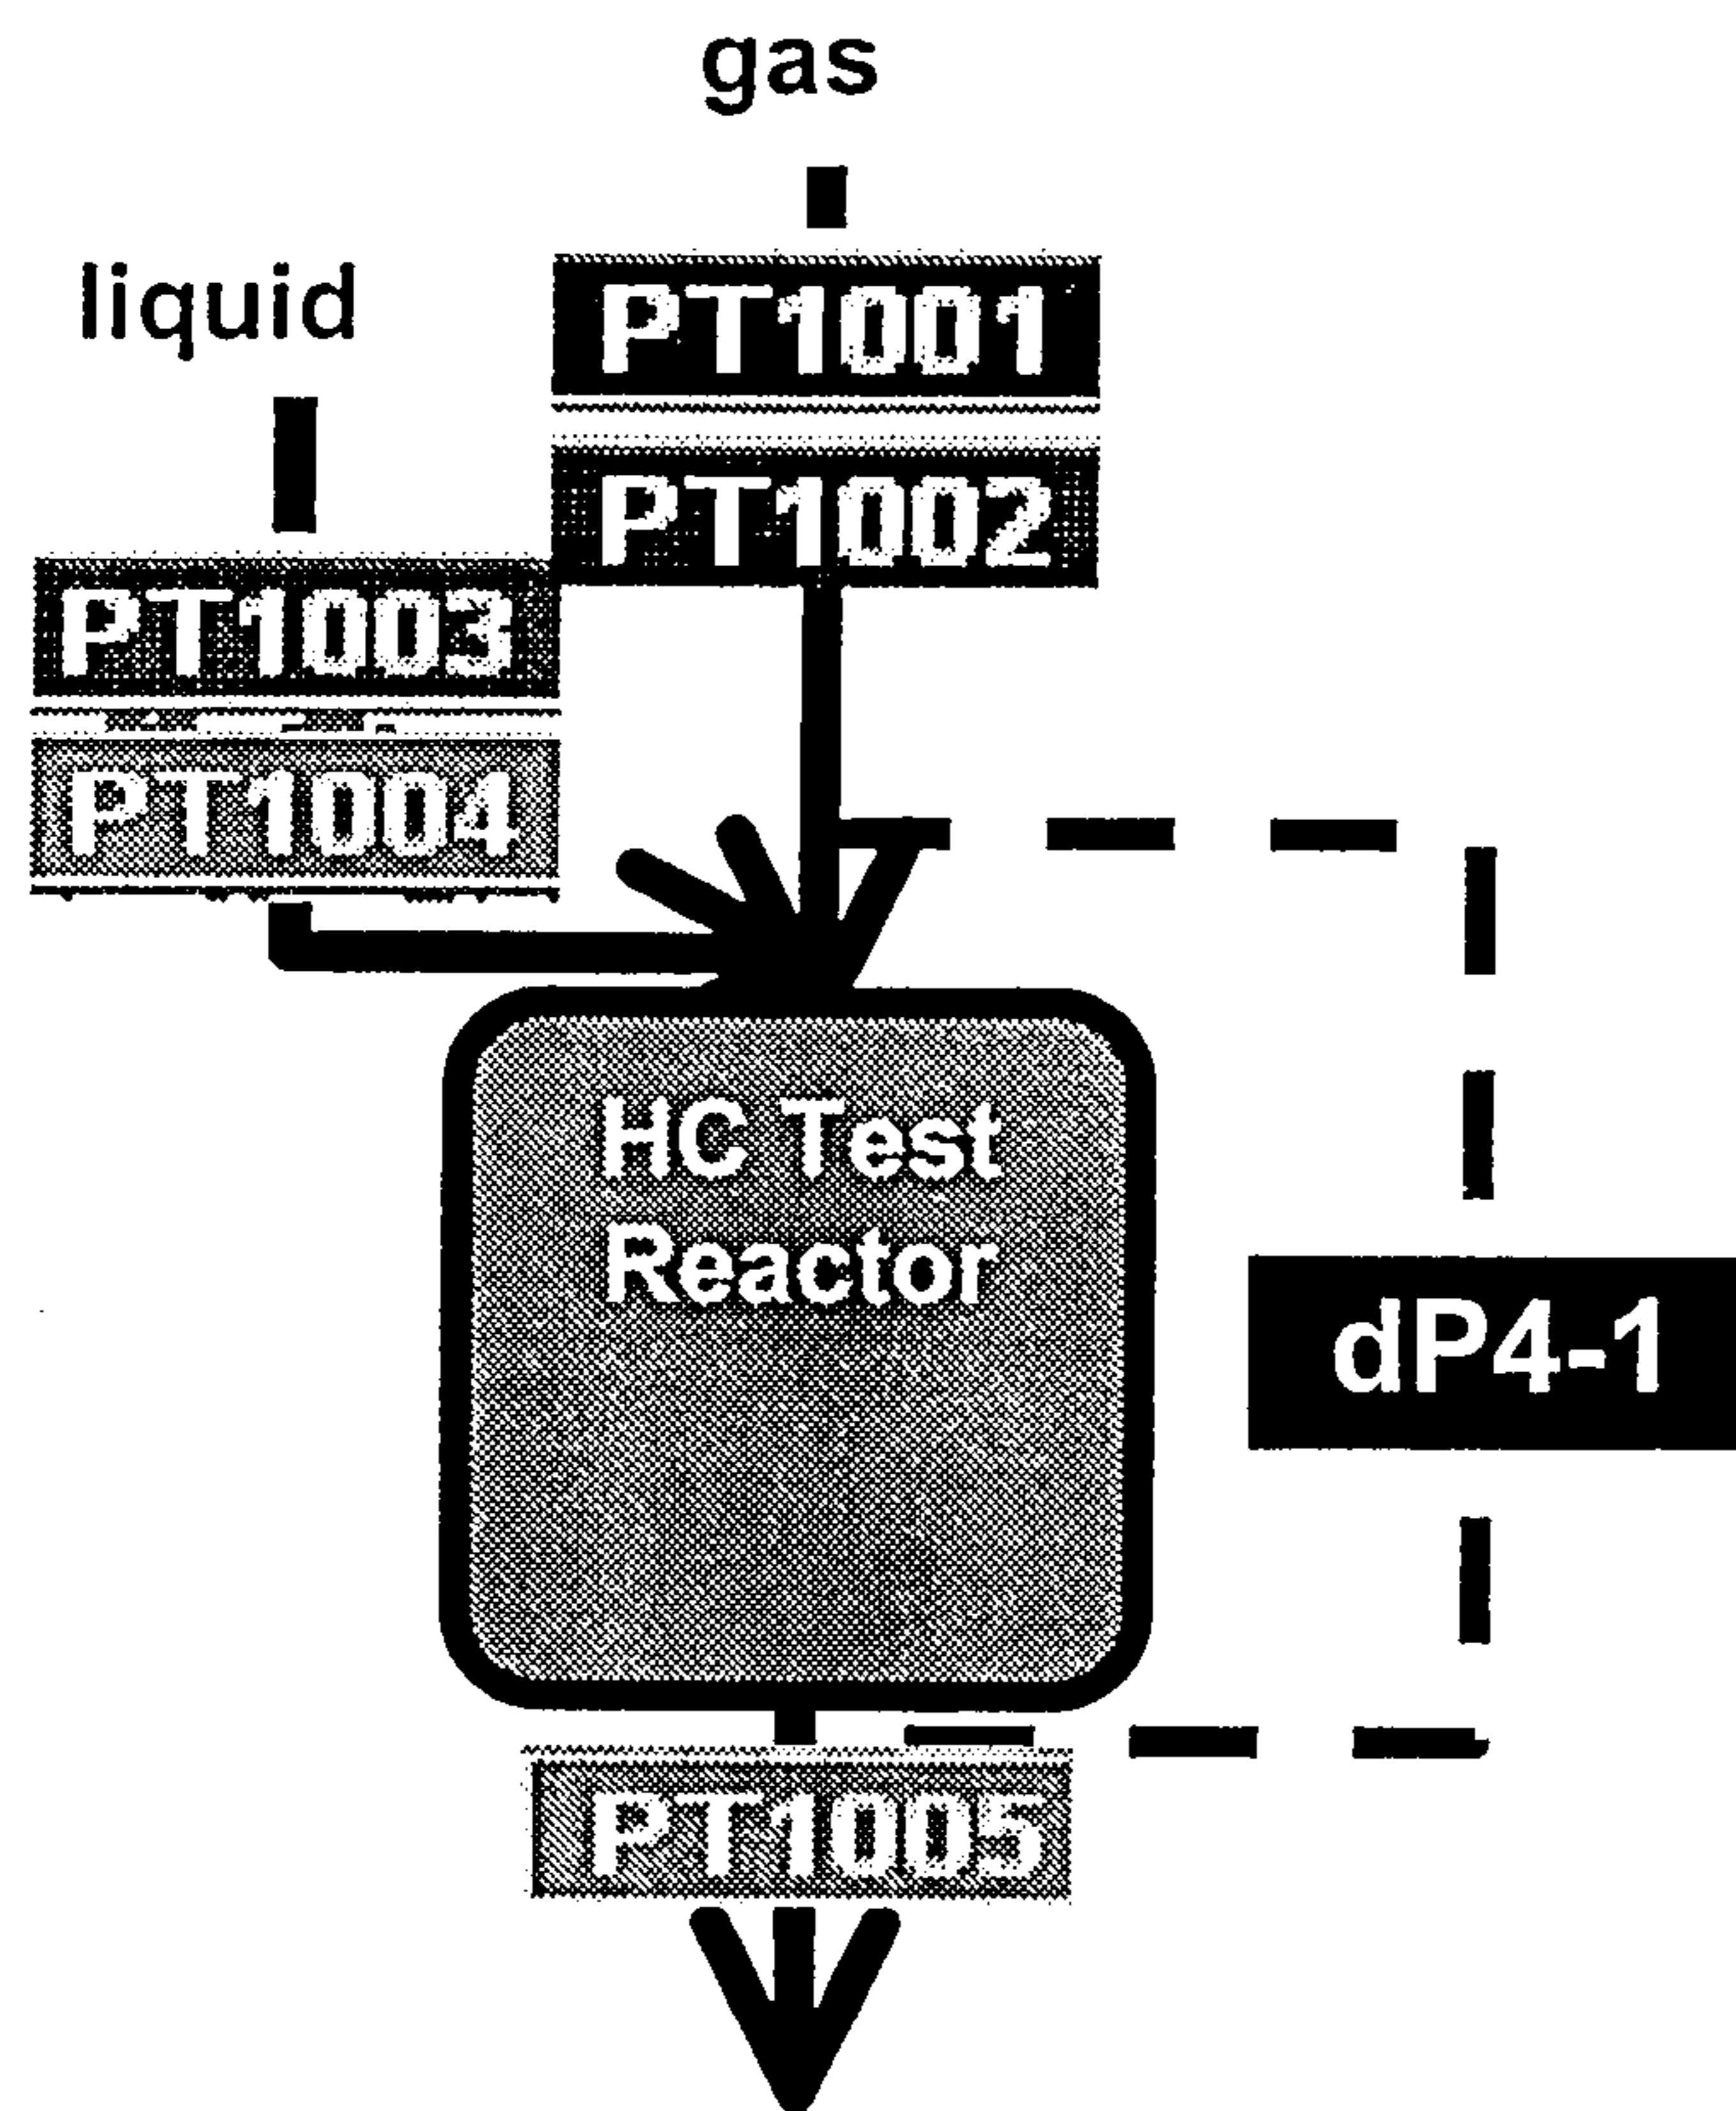 gas
liquid
PT1001
PT1002
PT1003
PT1004
HC Test
Reactor
dP4-1
PT1005